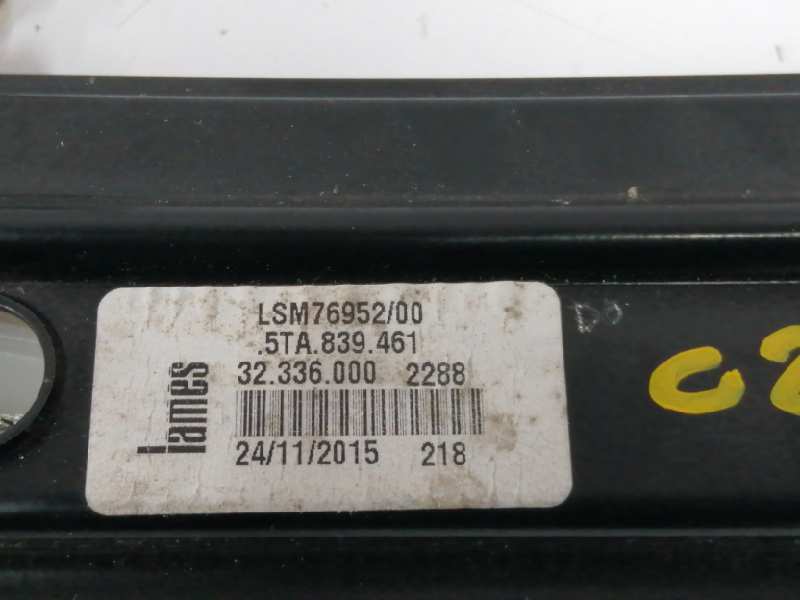 LSM76952/00
.5TA.839.461
32.336.000 2288
lames
24/11/2015 218